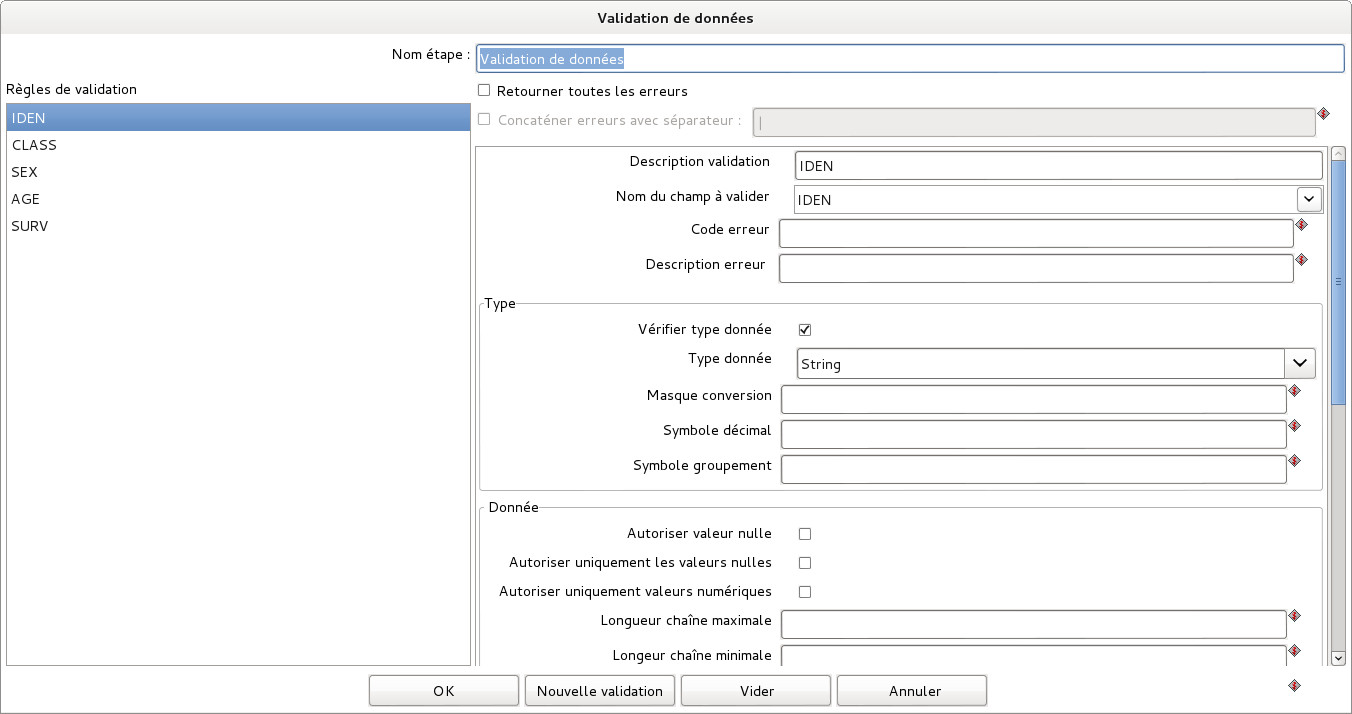 Validation de données
Nom étape : Validation de données
Règles de validation
IDEN
CLASS
SEX
AGE
SURV
Retourner toutes les erreurs
Concaténer erreurs avec séparateur : |
Description validation IDEN
Nom du champ à valider IDEN
Code erreur
Description erreur
Type
Vérifier type donnée
Type donnée String
Masque conversion
Symbole décimal
Symbole groupement
Donnée
Autoriser valeur nulle
Autoriser uniquement les valeurs nulles
Autoriser uniquement valeurs numériques
Longueur chaîne maximale
Longeur chaîne minimale
OK Nouvelle validation Vider Annuler